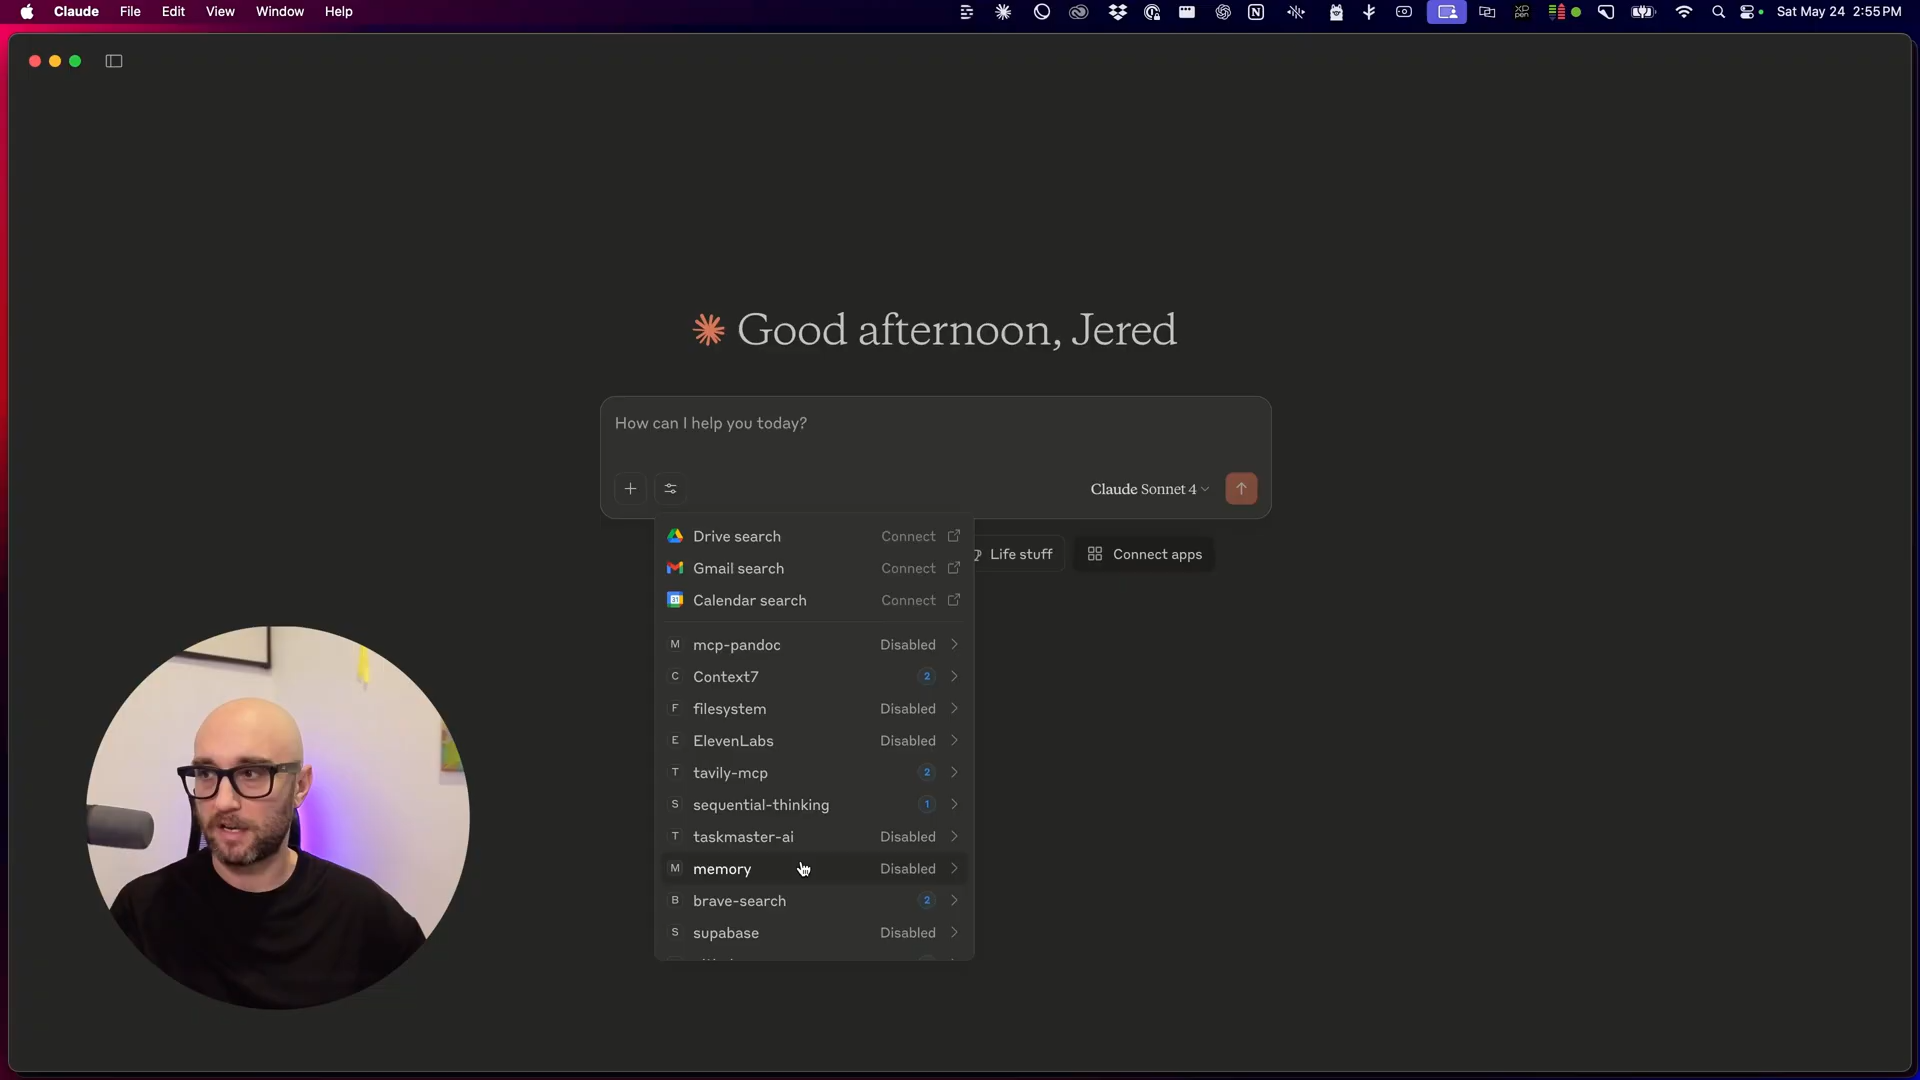 Claude File Edit View Window Help Sat May 24 2:55 PM
Good afternoon, Jered
How can I help you today?
Claude Sonnet 4
Life stuff
Connect apps
Drive search Connect
Gmail search Connect
31 Calendar search Connect
M mcp-pandoc Disabled
C Context7 2
F filesystem Disabled
E ElevenLabs Disabled
T tavily-mcp 2
S sequential-thinking 1
T taskmaster-ai Disabled
M memory Disabled
B brave-search 2
S supabase Disabled